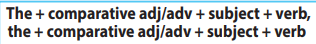 The + comparative adj/adv + subject + verb,
the + comparative adj/adv + subject + verb